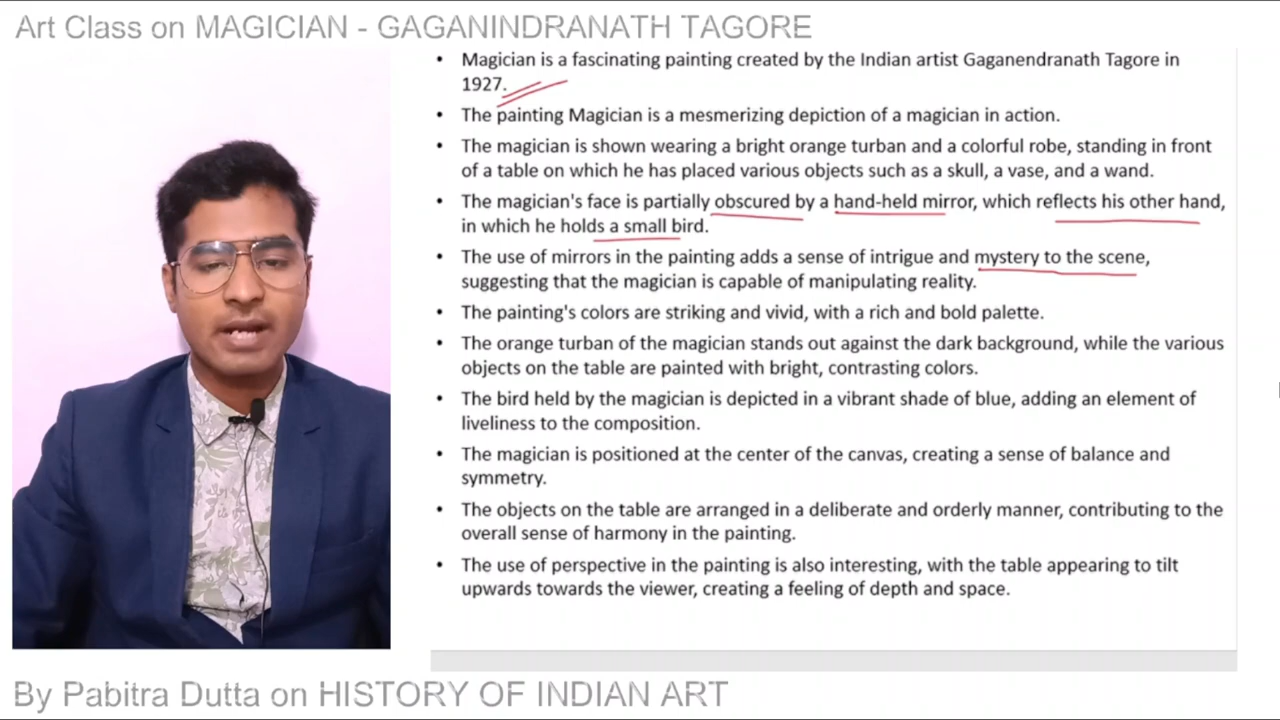 Art Class on MAGICIAN - GAGANINDRANATH TAGORE
• Magician is a fascinating painting created by the Indian artist Gaganendranath Tagore in
1927.
• The painting Magician is a mesmerizing depiction of a magician in action.
• The magician is shown wearing a bright orange turban and a colorful robe, standing in front
of a table on which he has placed various objects such as a skull, a vase, and a wand.
• The magician's face is partially obscured by a hand-held mirror, which reflects his other hand,
in which he holds a small bird.
• The use of mirrors in the painting adds a sense of intrigue and mystery to the scene,
suggesting that the magician is capable of manipulating reality.
• The painting's colors are striking and vivid, with a rich and bold palette.
• The orange turban of the magician stands out against the dark background, while the various
objects on the table are painted with bright, contrasting colors.
• The bird held by the magician is depicted in a vibrant shade of blue, adding an element of
liveliness to the composition.
• The magician is positioned at the center of the canvas, creating a sense of balance and
symmetry.
• The objects on the table are arranged in a deliberate and orderly manner, contributing to the
overall sense of harmony in the painting.
• The use of perspective in the painting is also interesting, with the table appearing to tilt
upwards towards the viewer, creating a feeling of depth and space.
By Pabitra Dutta on HISTORY OF INDIAN ART